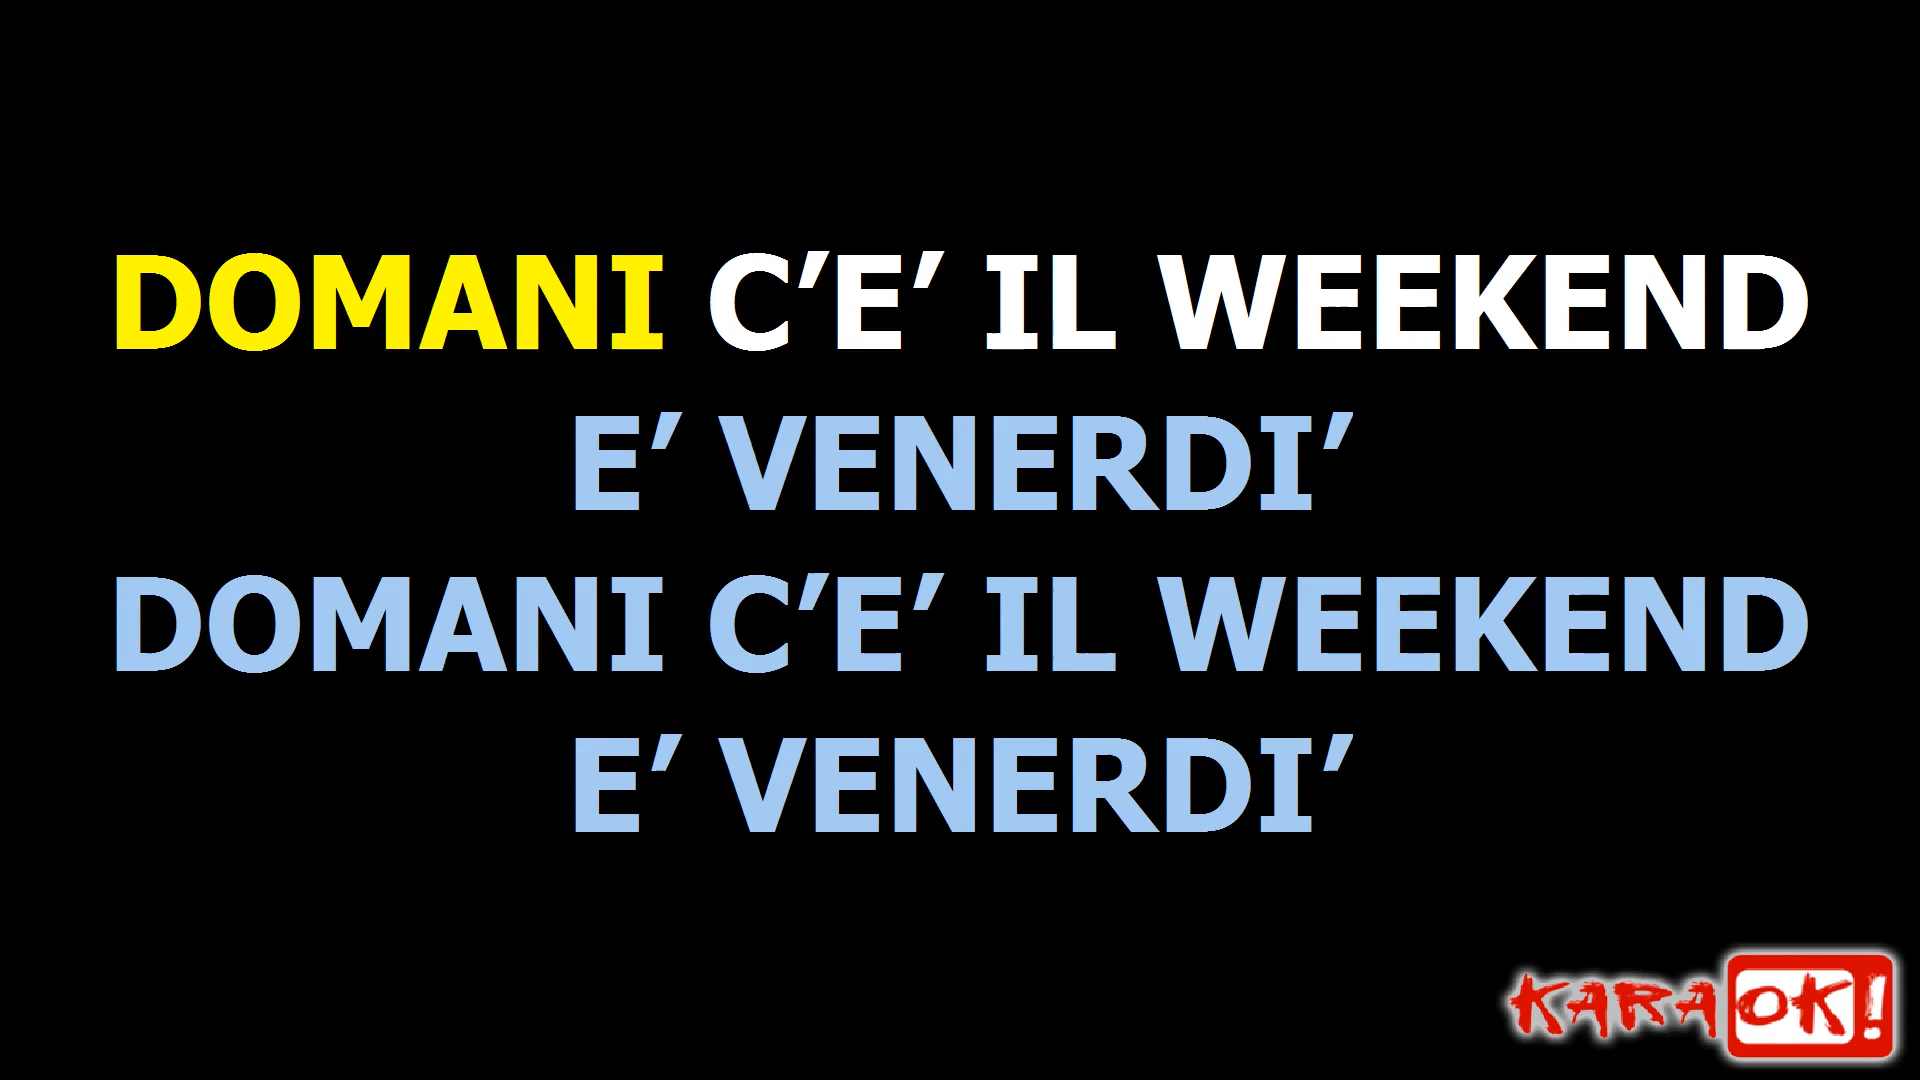 DOMANI C’E’ IL WEEKEND
E’ VENERDI’
DOMANI C’E’ IL WEEKEND
E’ VENERDI’
KARAOK!